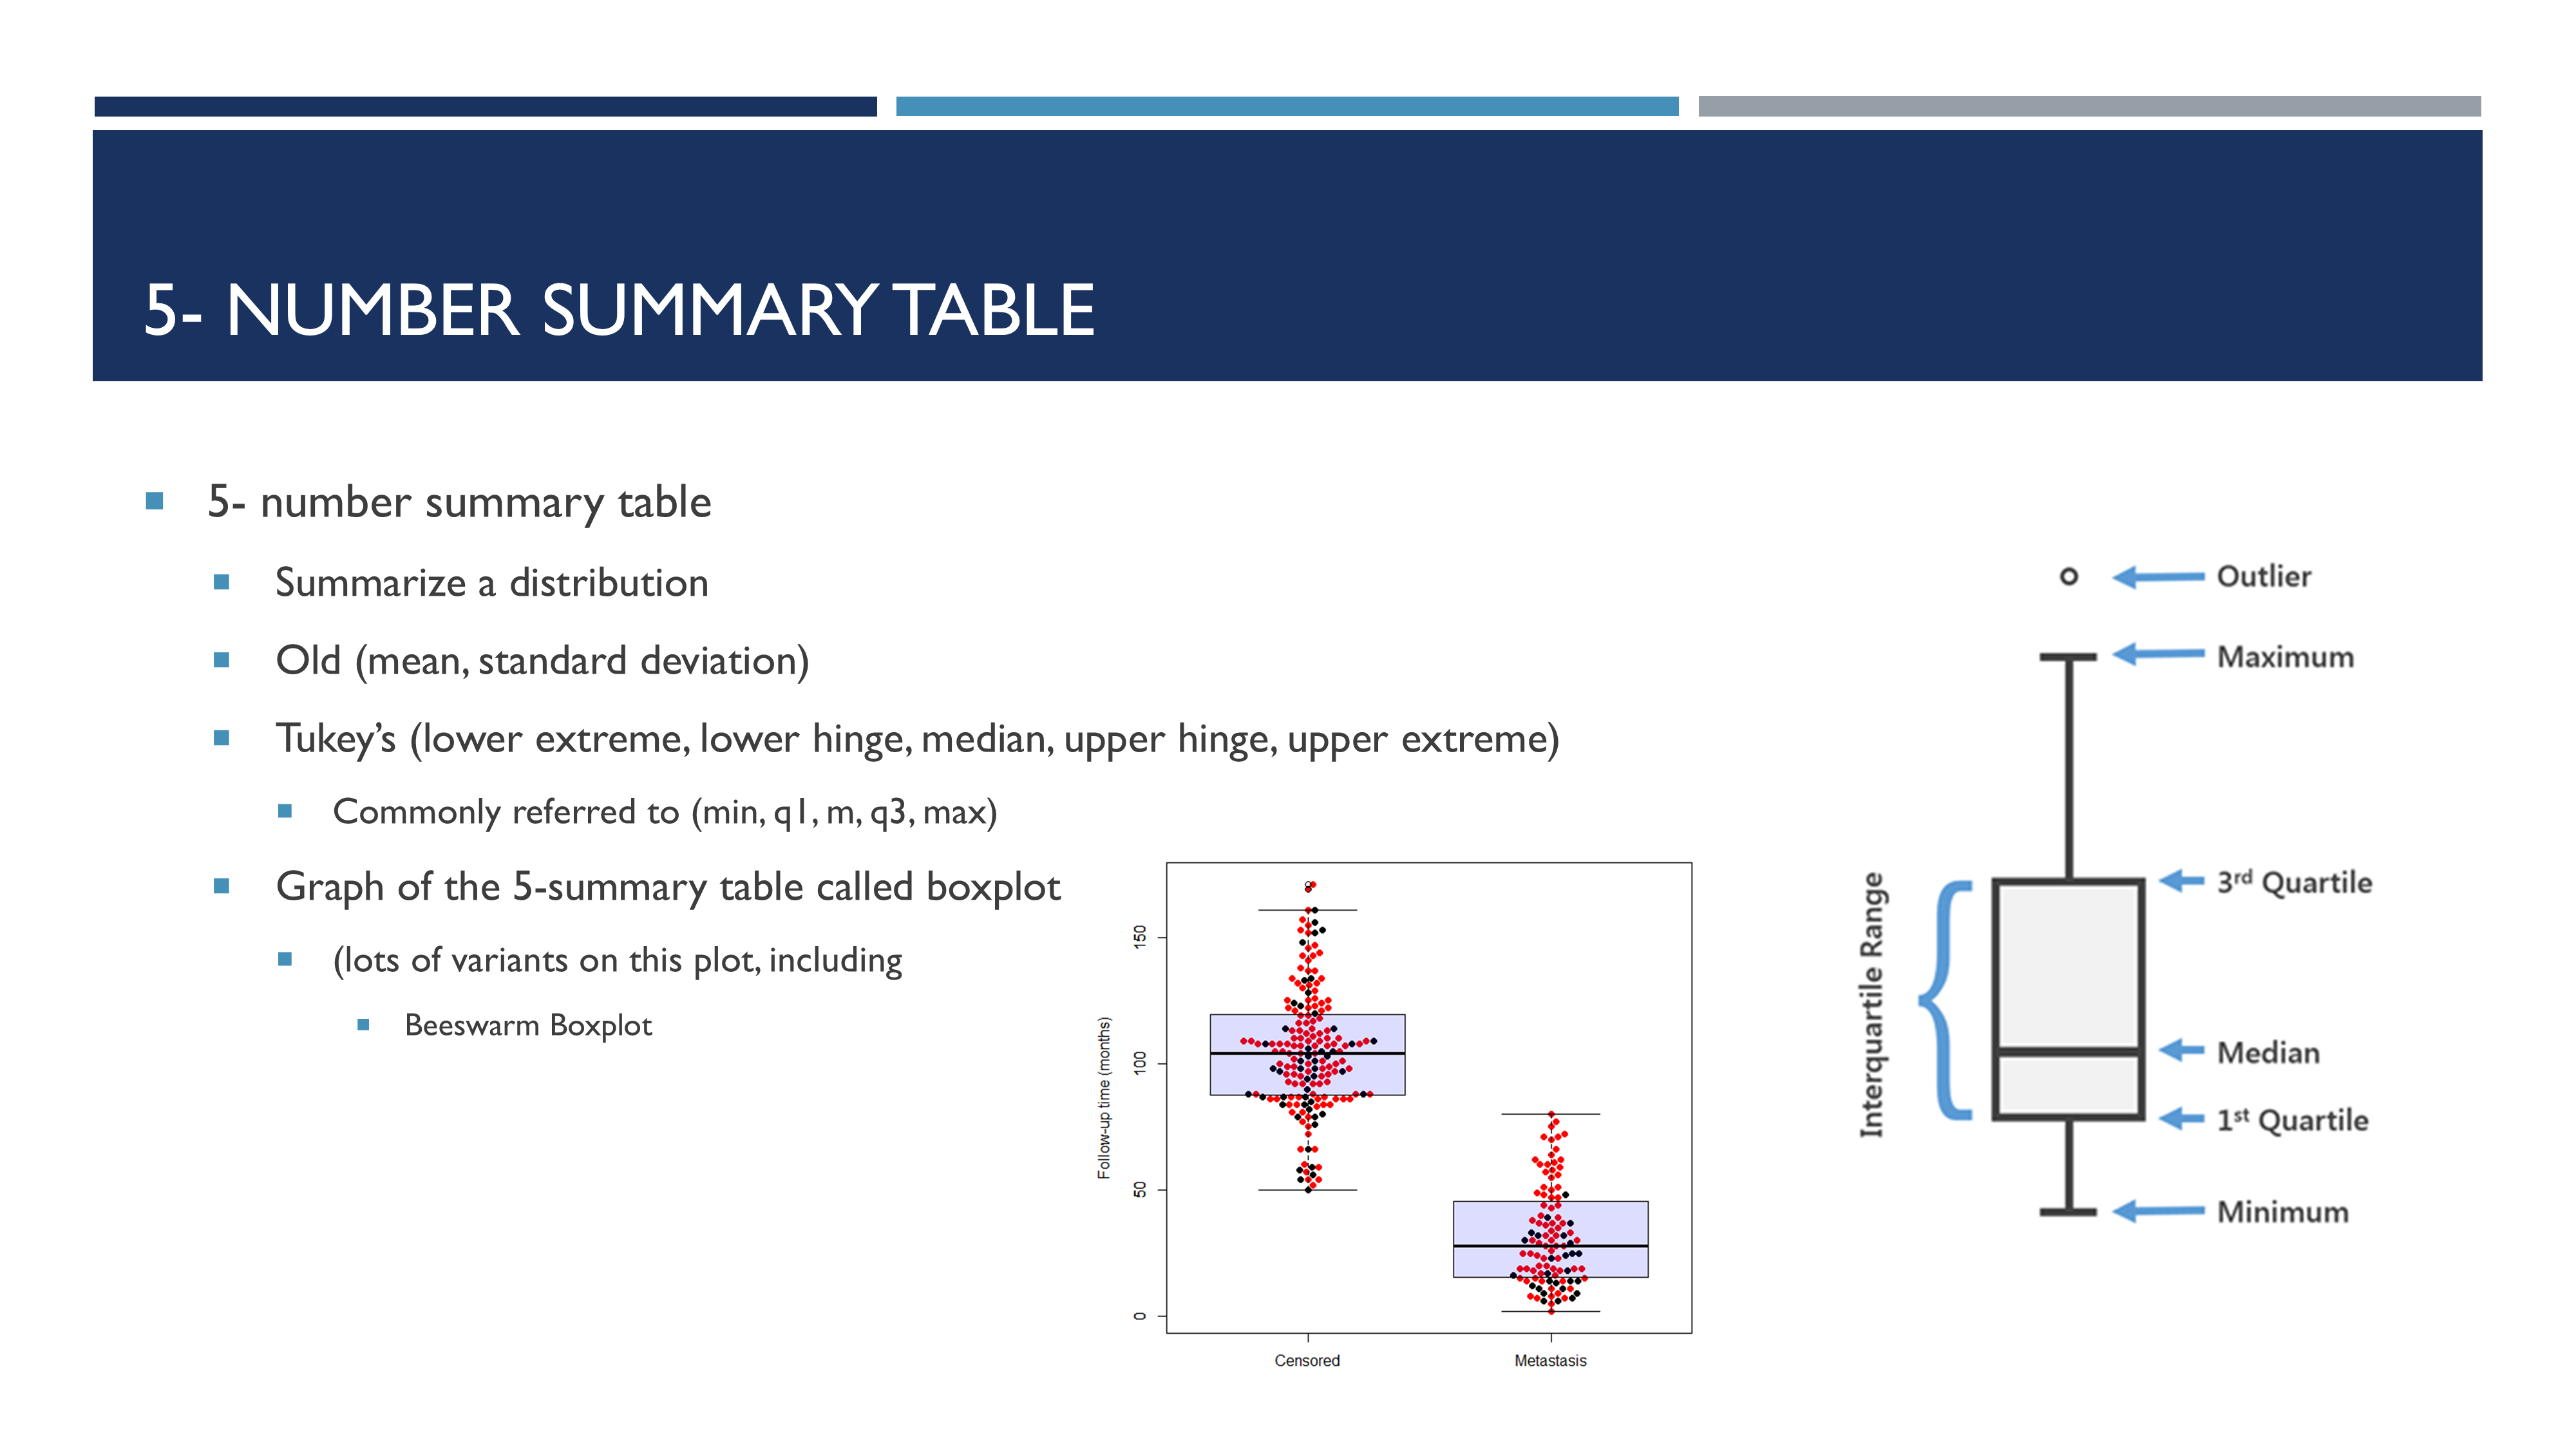 5- NUMBER SUMMARY TABLE
5- number summary table
Summarize a distribution
Old (mean, standard deviation)
Tukey's (lower extreme, lower hinge, median, upper hinge, upper extreme)
Commonly referred to (min, q1, m, q3, max)
Graph of the 5-summary table called boxplot
(lots of variants on this plot, including
Beeswarm Boxplot
Follow-up time (months)
150
100
50
0
Censored
Metastasis
Interquartile Range
Outlier
Maximum
3rd Quartile
Median
1st Quartile
Minimum